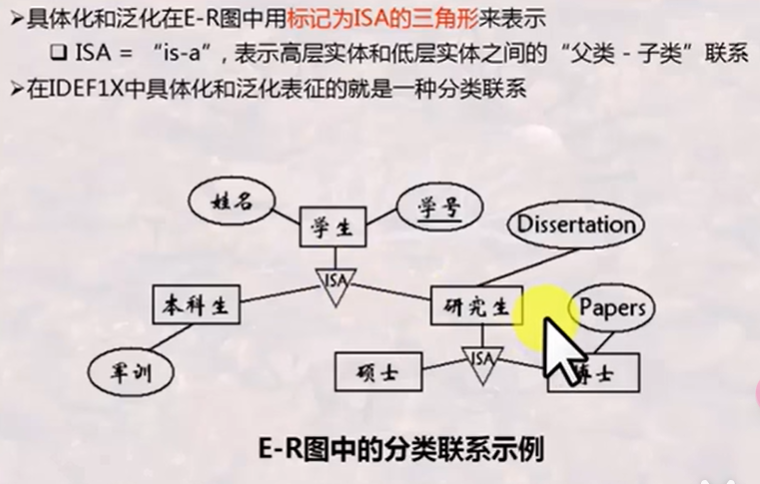 ➢具体化和泛化在E-R图中用标记为ISA的三角形来表示
❑ ISA = “is-a”, 表示高层实体和低层实体之间的“父类 - 子类”联系
➢在IDEF1X中具体化和泛化表征的就是一种分类联系
姓名
学生
学号
Dissertation
ISA
本科生
研究生
Papers
军训
硕士
ISA
博士
E-R图中的分类联系示例